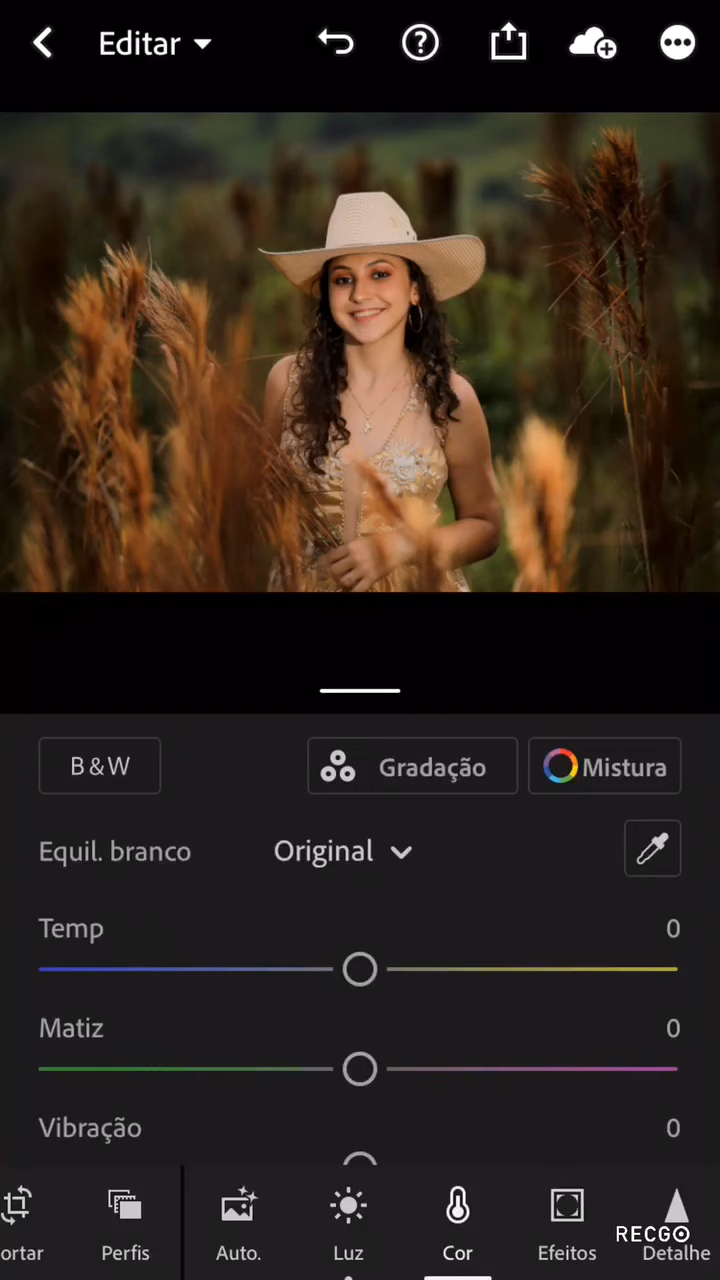 Editar
B&W
Gradação
Mistura
Equil. branco
Original
Temp
0
Matiz
0
Vibração
0
ortar
Perfis
Auto.
Luz
Cor
Efeitos
Detalhe
RECGO